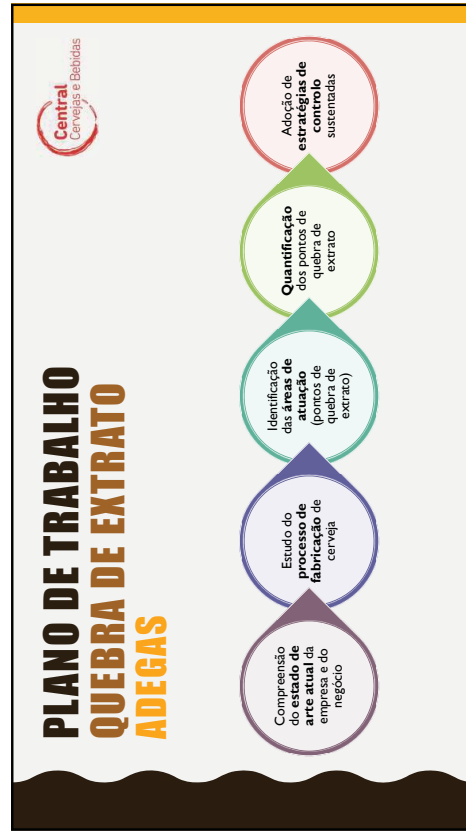 PLANO DE TRABALHO
QUEBRA DE EXTRATO
ADEGAS
Central
Cervejas e Bebidas
Compreensão
do estado de
arte atual da
empresa e do
negócio
Estudo do
processo de
fabricação de
cerveja
Identificação
das áreas de
atuação
(pontos de
quebra de
extrato)
Quantificação
dos pontos de
quebra de
extrato
Adoção de
estratégias de
controlo
sustentadas